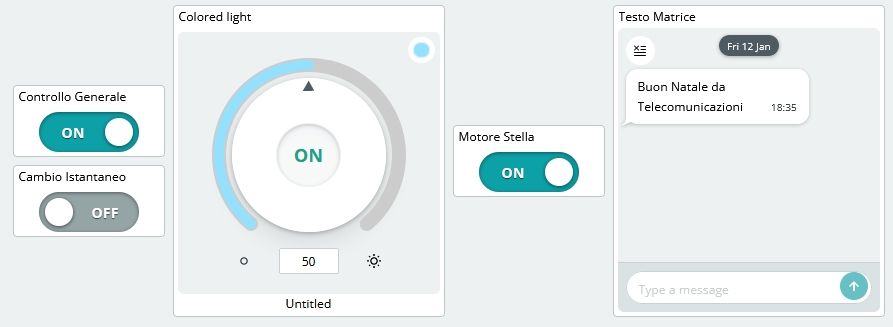 Controllo Generale
ON
Cambio Istantaneo
OFF
Colored light
ON
50
Untitled
Motore Stella
ON
Testo Matrice
Fri 12 Jan
Buon Natale da
Telecomunicazioni 18:35
Type a message